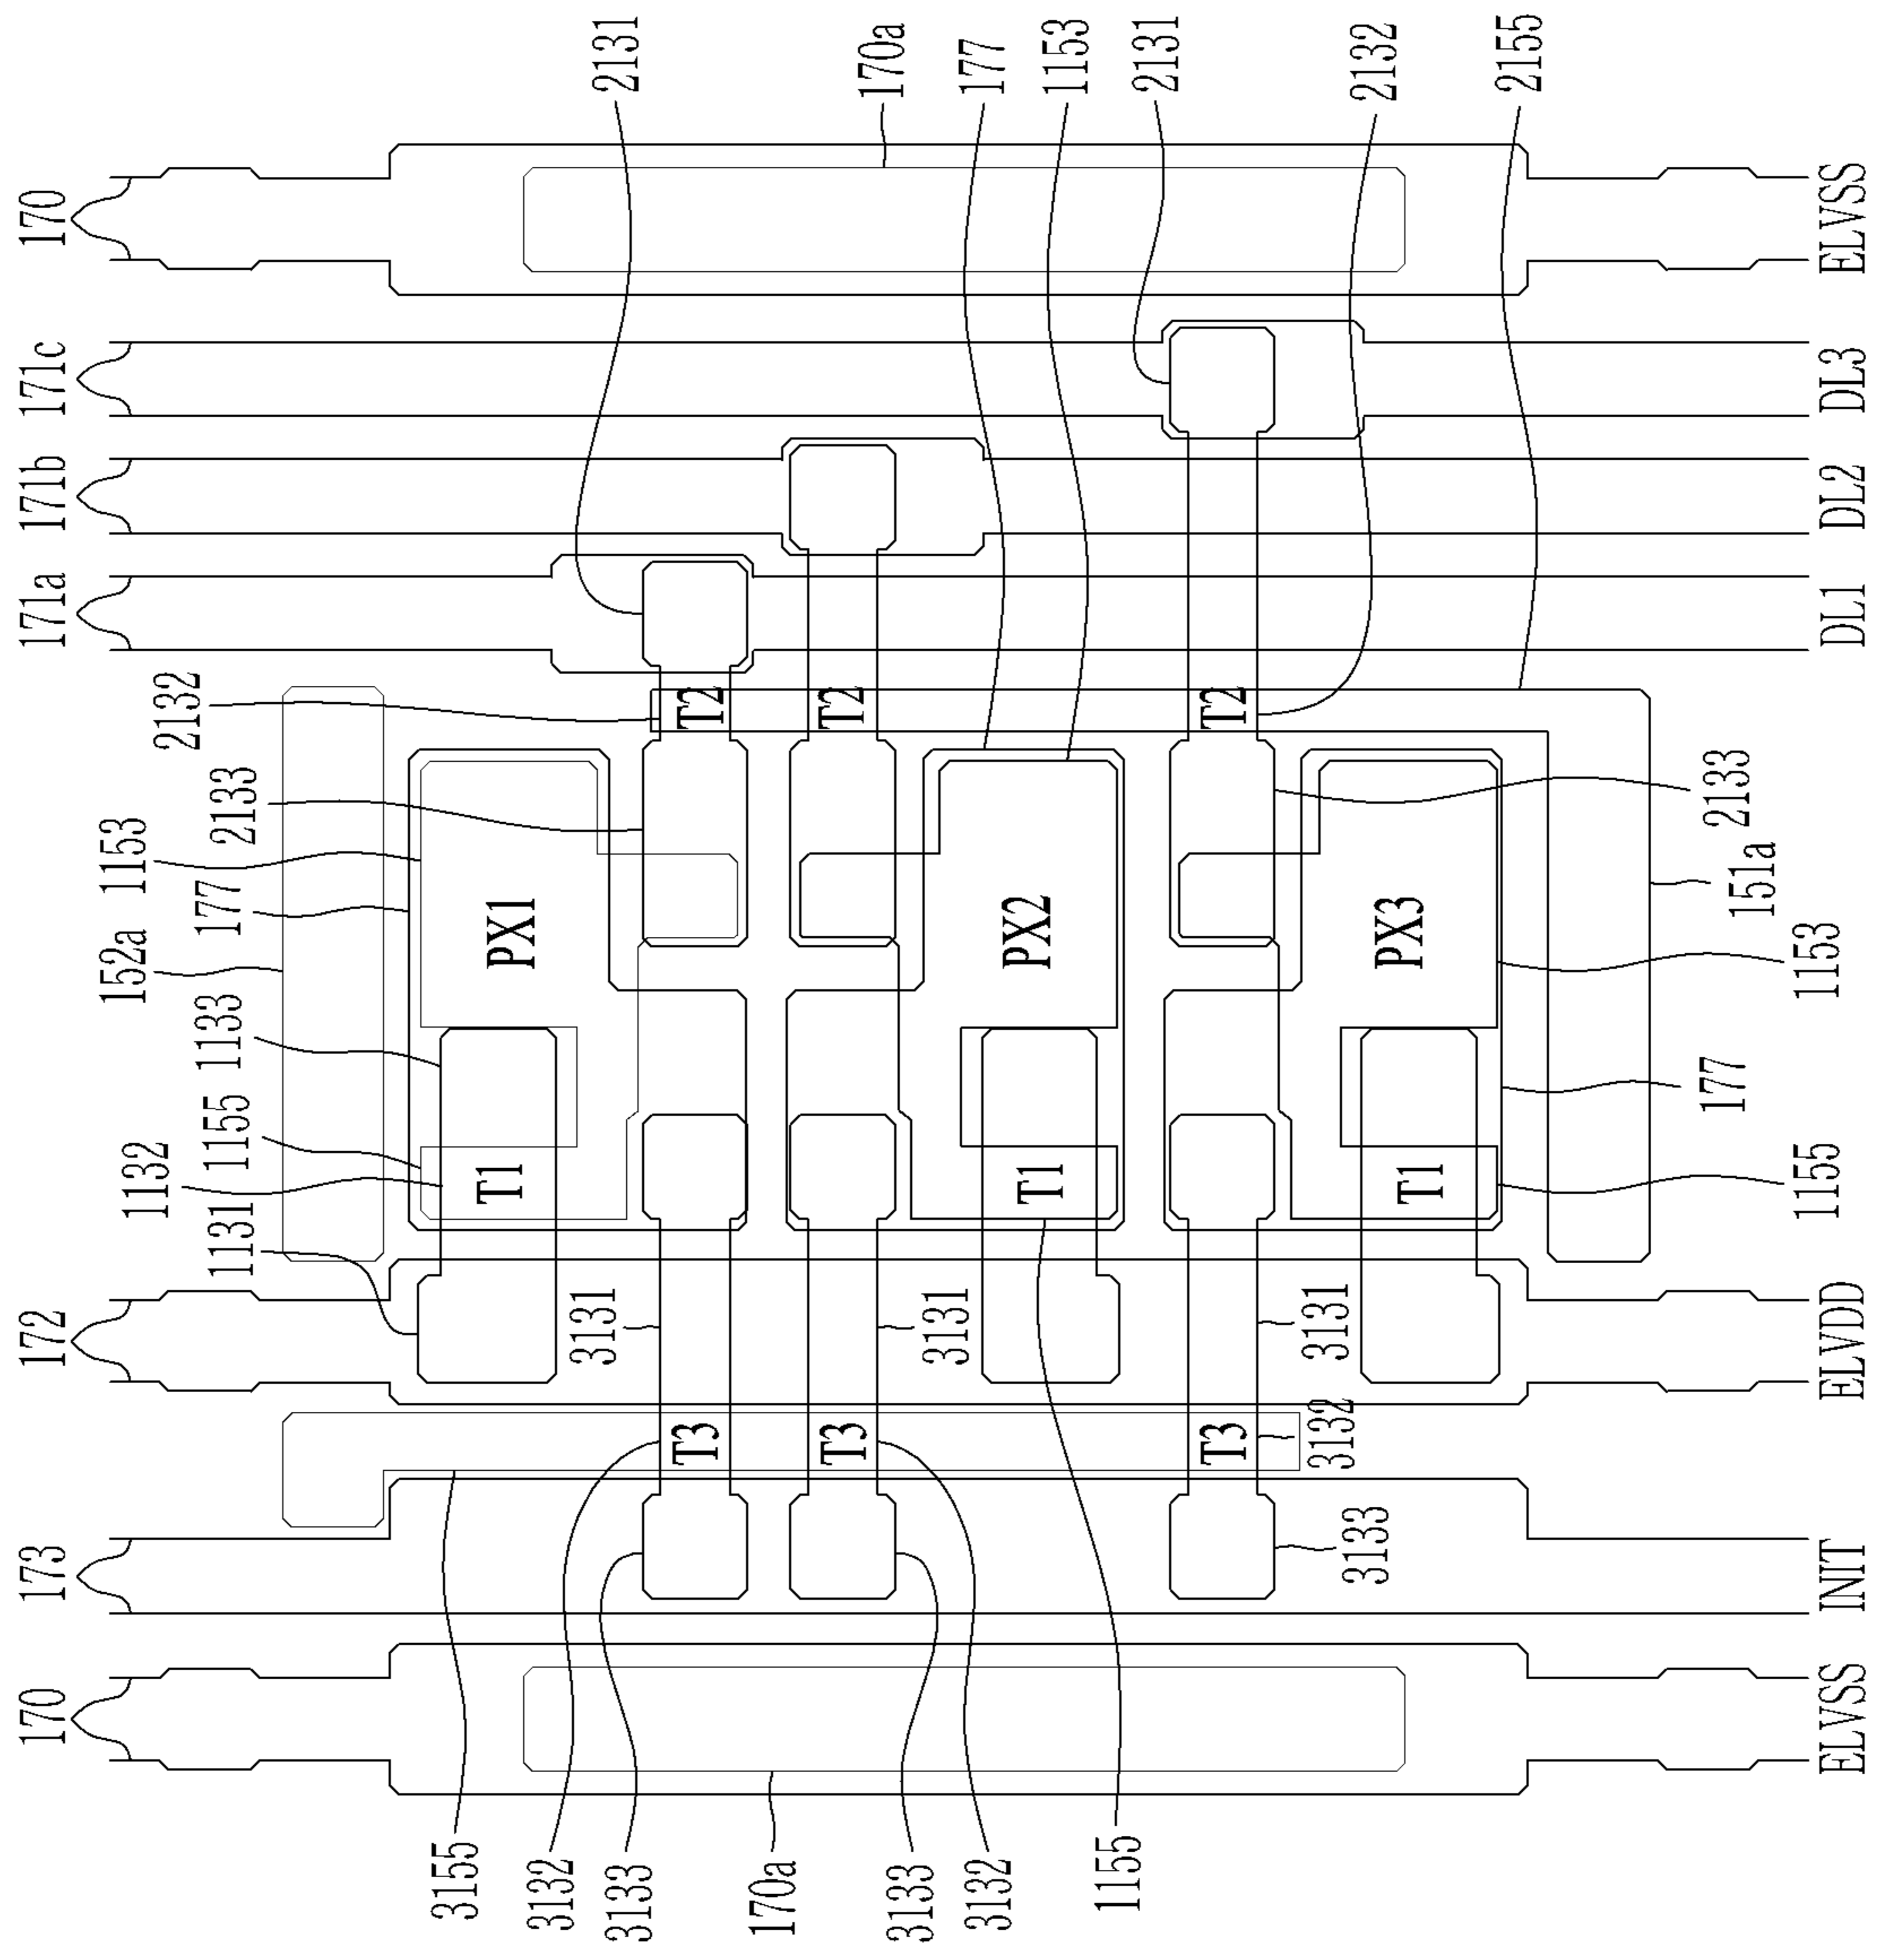 170
173
172
171a
171b
171c
170
1132
152a
1153
2132
1131
1155
1133
177
2133
3155
T1
PX1
3132
3131
2131
3133
T3
T2
170a
T3
T2
170a
3133
3131
177
3132
T1
PX2
1153
1155
2131
T3
T2
3132
3131
2132
3133
T1
PX3
2155
177
151a
2133
1155
1153
ELVSS
INIT
ELVDD
DL1
DL2
DL3
ELVSS